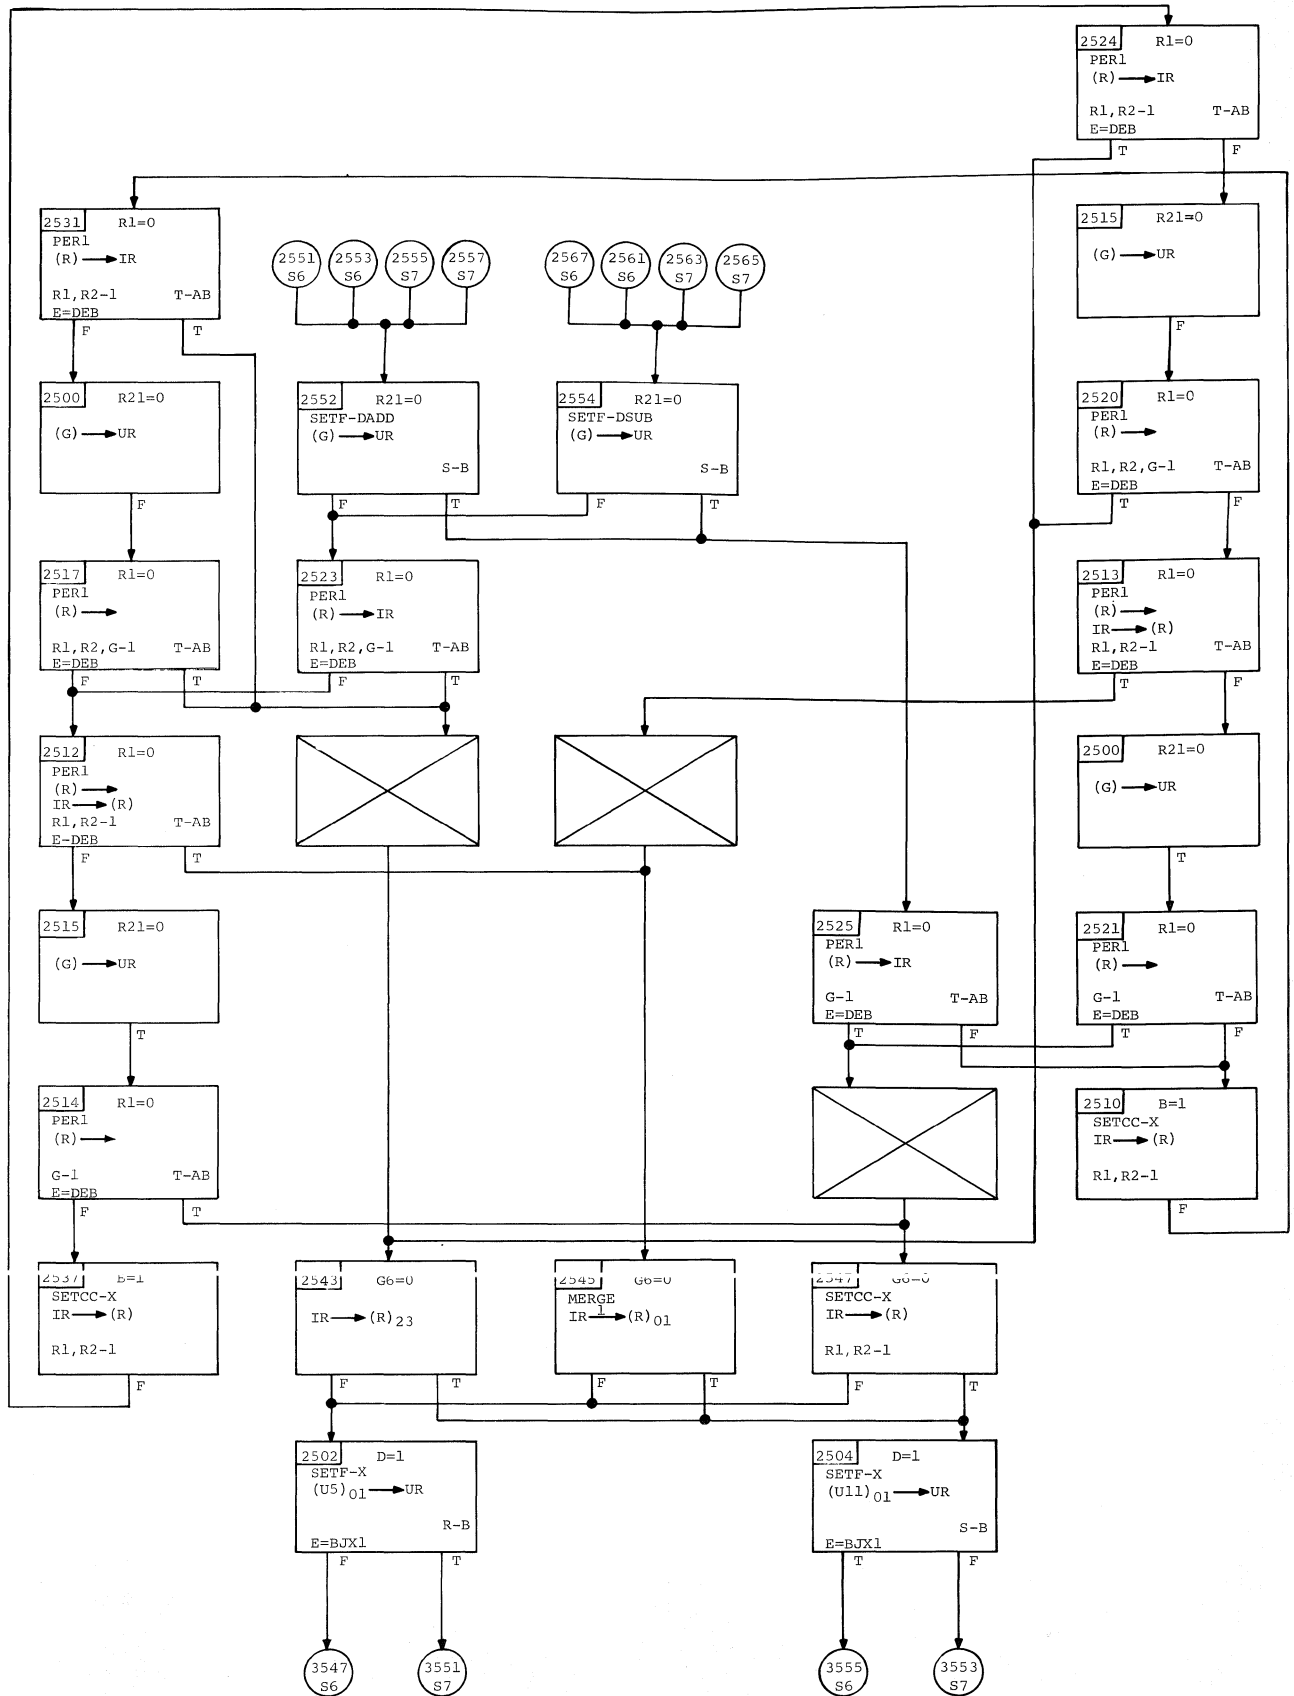 2524 R1=0
PER1
(R) → IR
R1,R2-1 T-AB
E=DEB
T F
2531 R1=0
PER1
(R) → IR
R1,R2-1 T-AB
E=DEB
F T
2551 S6
2553 S6
2555 S7
2557 S7
2567 S6
2561 S6
2563 S7
2565 S7
2515 R21=0
(G) → UR
F
2500 R21=0
(G) → UR
F
2552 R21=0
SETF-DADD
(G) → UR
S-B
F T
2554 R21=0
SETF-DSUB
(G) → UR
S-B
F T
2520 R1=0
PER1
(R) →
R1,R2,G-1 T-AB
E=DEB
T F
2517 R1=0
PER1
(R) →
R1,R2,G-1 T-AB
E=DEB
F T
2523 R1=0
PER1
(R) → IR
R1,R2,G-1 T-AB
E=DEB
F T
2513 R1=0
PER1
(R) →
IR → (R)
R1,R2-1 T-AB
E=DEB
T F
2512 R1=0
PER1
(R) →
IR → (R)
R1,R2-1 T-AB
E-DEB
F T
2500 R21=0
(G) → UR
T
2515 R21=0
(G) → UR
T
2525 R1=0
PER1
(R) → IR
G-1 T-AB
E=DEB
T F
2521 R1=0
PER1
(R) →
G-1 T-AB
E=DEB
T F
2514 R1=0
PER1
(R) →
G-1 T-AB
E=DEB
F T
2510 B=1
SETCC-X
IR → (R)
R1,R2-1
F
2537 B=1
SETCC-X
IR → (R)
R1,R2-1
F
2543 G6=0
IR → (R)23
F T
2545 G6=0
MERGE
IR 1 → (R)01
F T
2547 G6=0
SETCC-X
IR → (R)
R1,R2-1
F T
2502 D=1
SETF-X
(U5)01 → UR
R-B
E=BJX1
F T
2504 D=1
SETF-X
(U11)01 → UR
S-B
E=BJX1
T F
3547 S6
3551 S7
3555 S6
3553 S7